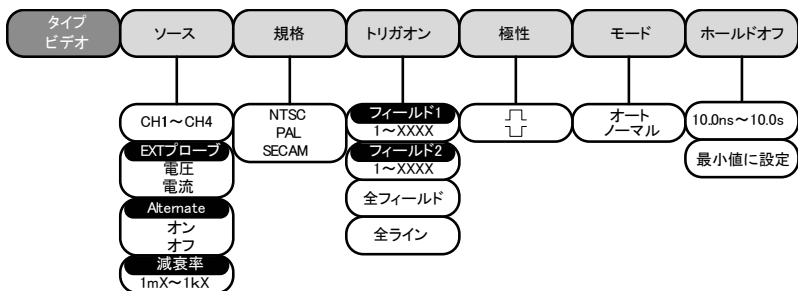 タイプ
ビデオ
ソース
規格
トリガオン
極性
モード
ホールドオフ
CH1～CH4
EXTプローブ
電圧
電流
Alternate
オン
オフ
減衰率
1mX～1kX
NTSC
PAL
SECAM
フィールド1
1～XXXX
フィールド2
1～XXXX
全フィールド
全ライン
オート
ノーマル
10.0ns～10.0s
最小値に設定